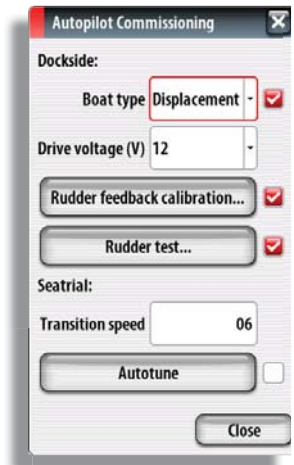 Autopilot Commissioning
Dockside:
Boat type Displacement
Drive voltage (V) 12
Rudder feedback calibration...
Rudder test...
Seatrial:
Transition speed 06
Autotune
Close